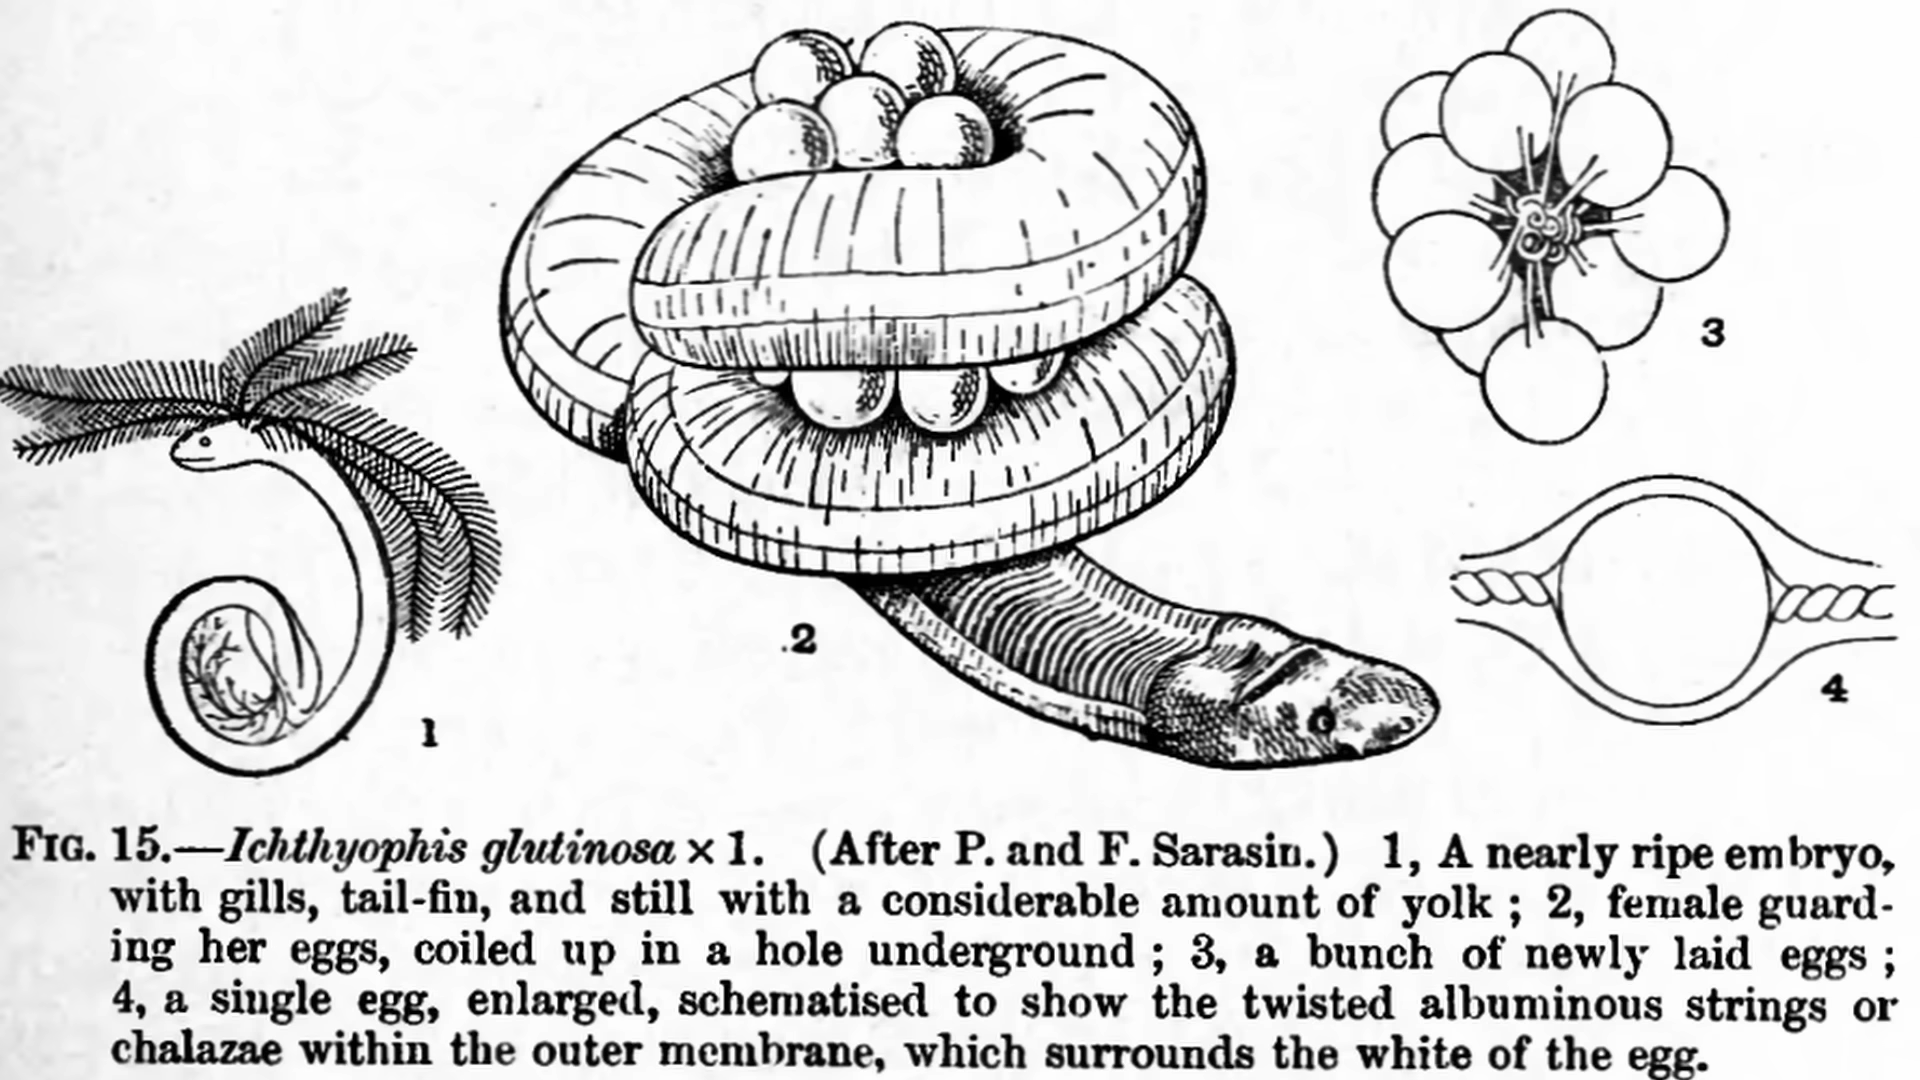 3
4
.2
1
FIG. 15.—Ichthyophis glutinosa × 1. (After P. and F. Sarasin.) 1, A nearly ripe embryo,
with gills, tail-fin, and still with a considerable amount of yolk ; 2, female guard-
ing her eggs, coiled up in a hole underground ; 3, a bunch of newly laid eggs ;
4, a single egg, enlarged, schematised to show the twisted albuminous strings or
chalazae within the outer membrane, which surrounds the white of the egg.